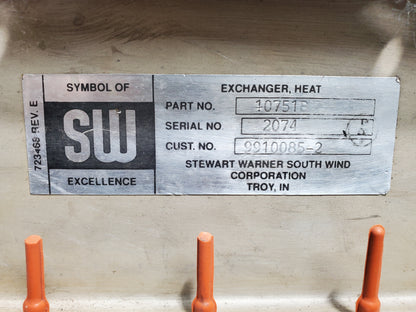 723468 REV. E
SYMBOL OF
SW
EXCELLENCE
EXCHANGER, HEAT
PART NO. 10751B
SERIAL NO 2074
CUST. NO. 9910085-2
STEWART WARNER SOUTH WIND
CORPORATION
TROY, IN